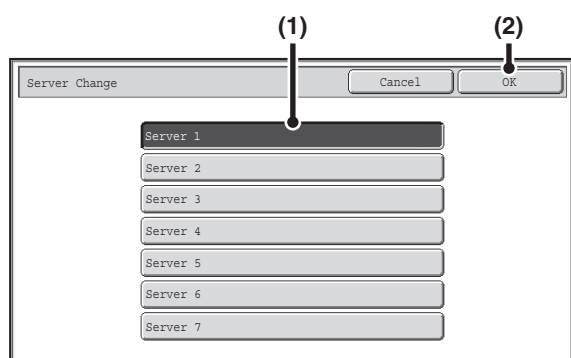 (1) (2)
Server Change Cancel OK
Server 1
Server 2
Server 3
Server 4
Server 5
Server 6
Server 7